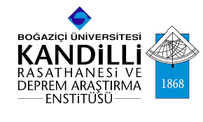 BOĞAZİÇİ ÜNİVERSİTESİ
KANDİLLİ
RASATHANESİ VE
DEPREM ARAŞTIRMA
ENSTİTÜSÜ
1868